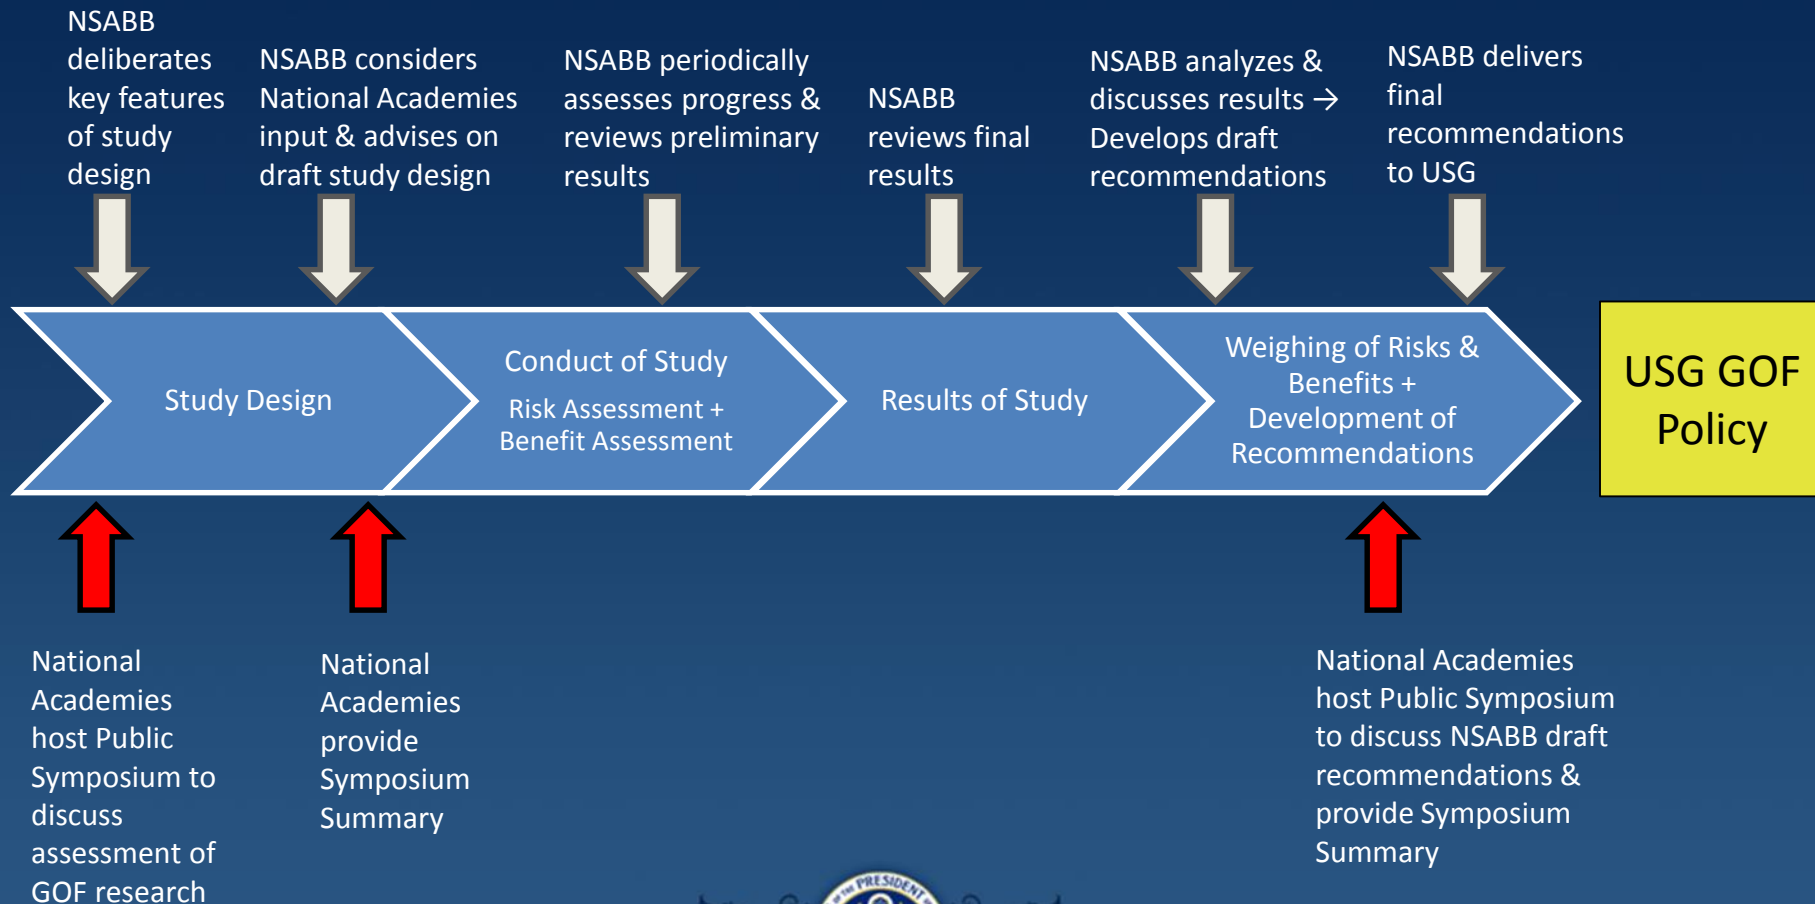 NSABB
deliberates
key features
of study
design
NSABB considers
National Academies
input & advises on
draft study design
NSABB periodically
assesses progress &
reviews preliminary
results
NSABB
reviews final
results
NSABB analyzes &
discusses results →
Develops draft
recommendations
NSABB delivers
final
recommendations
to USG
Study Design
Conduct of Study
Risk Assessment +
Benefit Assessment
Results of Study
Weighing of Risks &
Benefits +
Development of
Recommendations
USG GOF
Policy
National
Academies
host Public
Symposium to
discuss
assessment of
GOF research
National
Academies
provide
Symposium
Summary
National Academies
host Public Symposium
to discuss NSABB draft
recommendations &
provide Symposium
Summary
OF THE PRESIDENT